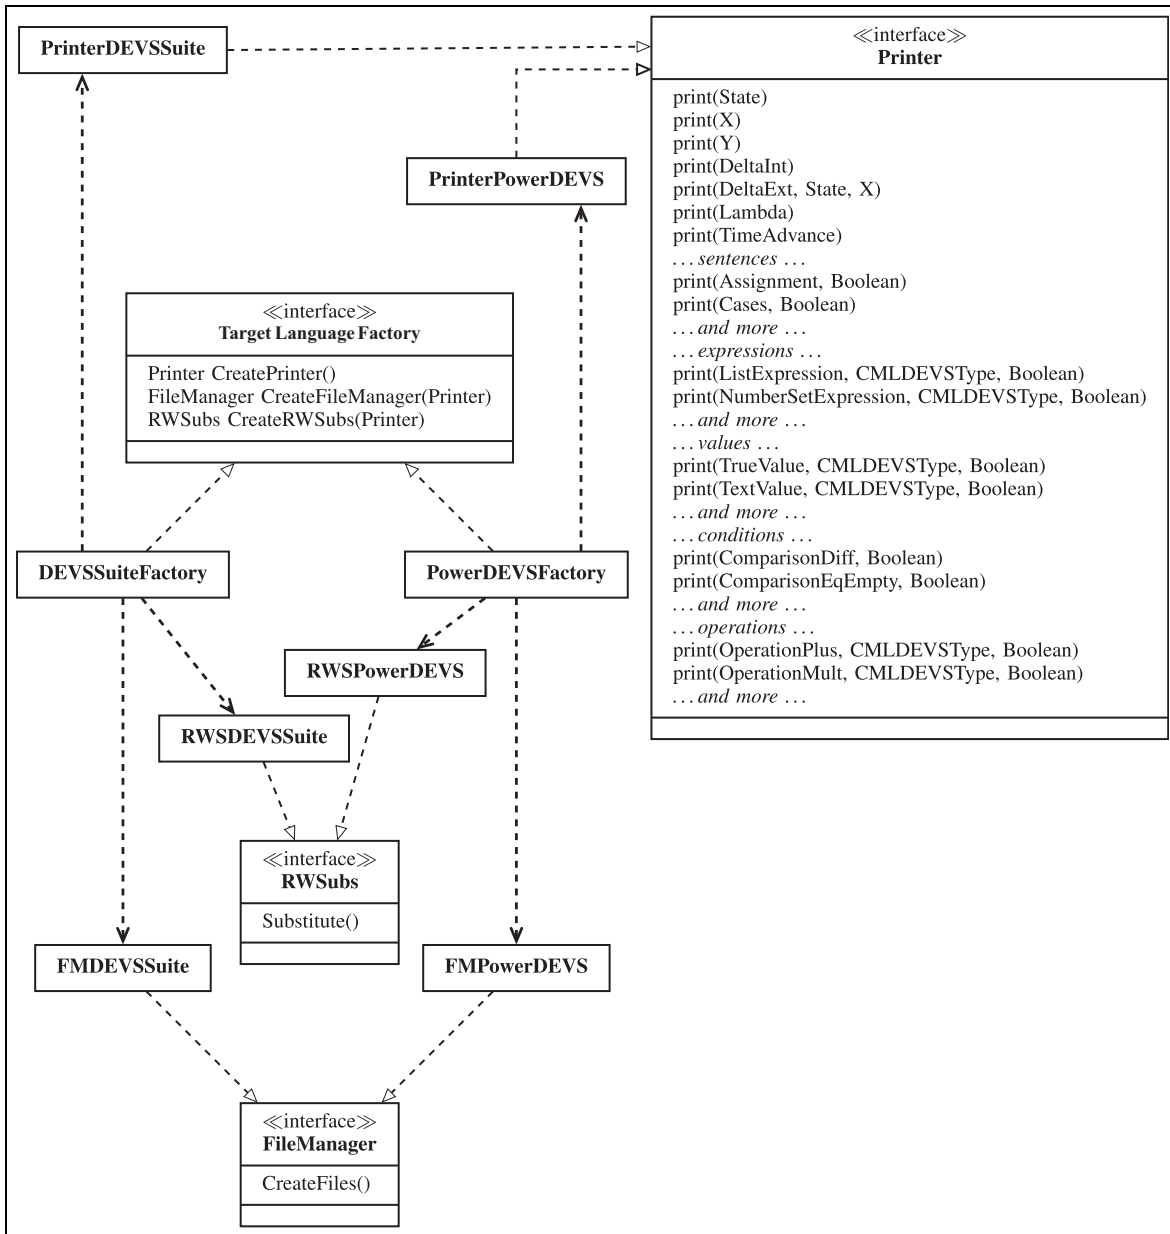 PrinterDEVSSuite
≪interface≫
Printer
print(State)
print(X)
print(Y)
print(DeltaInt)
print(DeltaExt, State, X)
print(Lambda)
print(TimeAdvance)
...sentences ...
print(Assignment, Boolean)
print(Cases, Boolean)
...and more ...
...expressions ...
print(ListExpression, CMLDEVSType, Boolean)
print(NumberSetExpression, CMLDEVSType, Boolean)
...and more ...
...values ...
print(TrueValue, CMLDEVSType, Boolean)
print(TextValue, CMLDEVSType, Boolean)
...and more ...
...conditions ...
print(ComparisonDiff, Boolean)
print(ComparisonEqEmpty, Boolean)
...and more ...
...operations ...
print(OperationPlus, CMLDEVSType, Boolean)
print(OperationMult, CMLDEVSType, Boolean)
...and more ...
PrinterPowerDEVS
≪interface≫
Target Language Factory
Printer CreatePrinter()
FileManager CreateFileManager(Printer)
RWSubs CreateRWSubs(Printer)
DEVSSuiteFactory
PowerDEVSFactory
RWSPowerDEVS
RWSDEVSSuite
≪interface≫
RWSubs
Substitute()
FMDEVSSuite
FMPowerDEVS
≪interface≫
FileManager
CreateFiles()